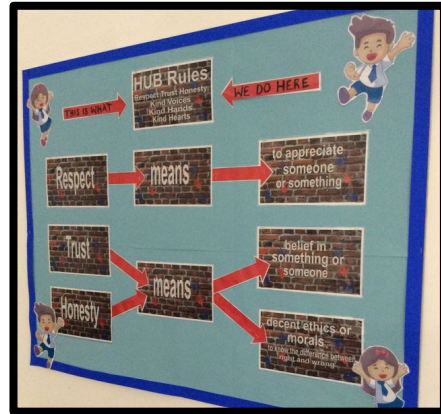 HUB Rules
Respect Trust Honesty
Kind Voices
Kind Hands
Kind Hearts
THIS IS WHAT
WE DO HERE
Respect
means
to appreciate
someone
or something
Trust
Honesty
means
belief in
something or
someone
decent ethics or
morals
to know the difference between
right and wrong.